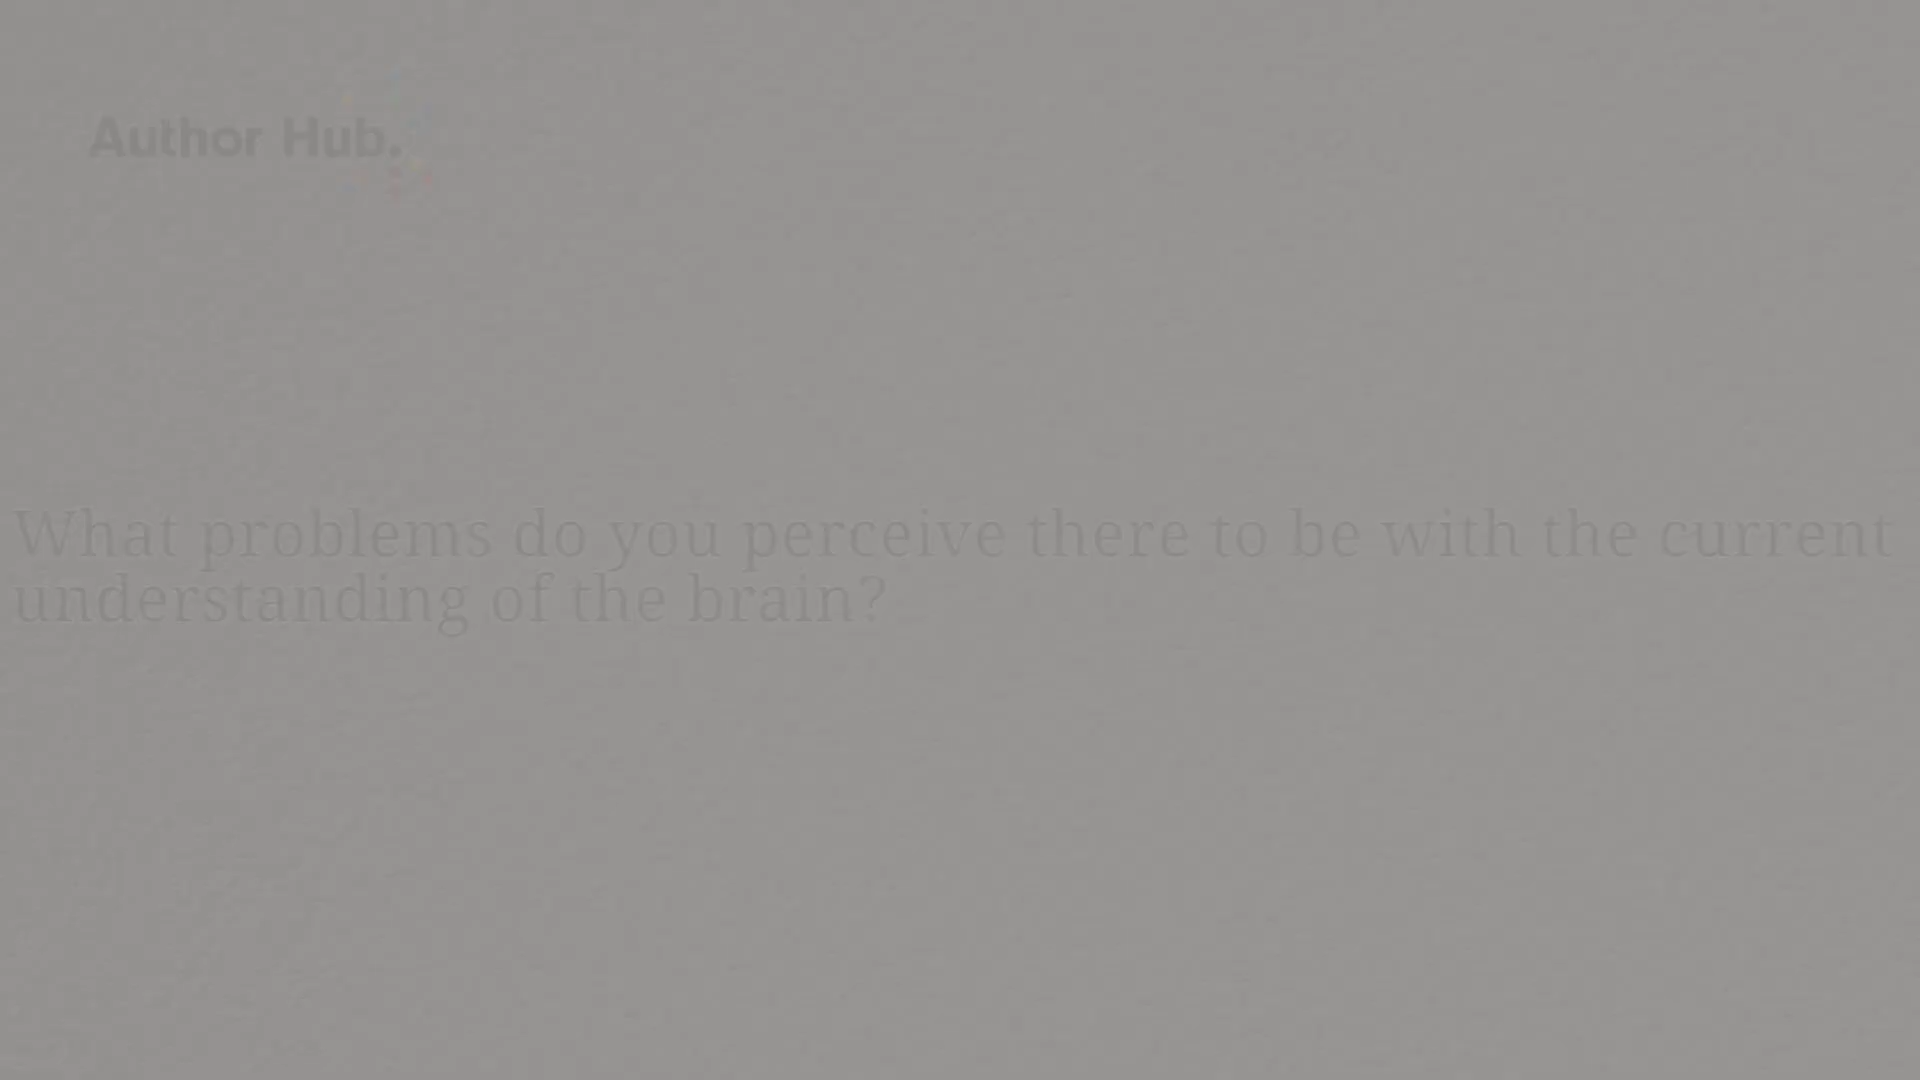 Author Hub.
What problems do you perceive there to be with the current
understanding of the brain?